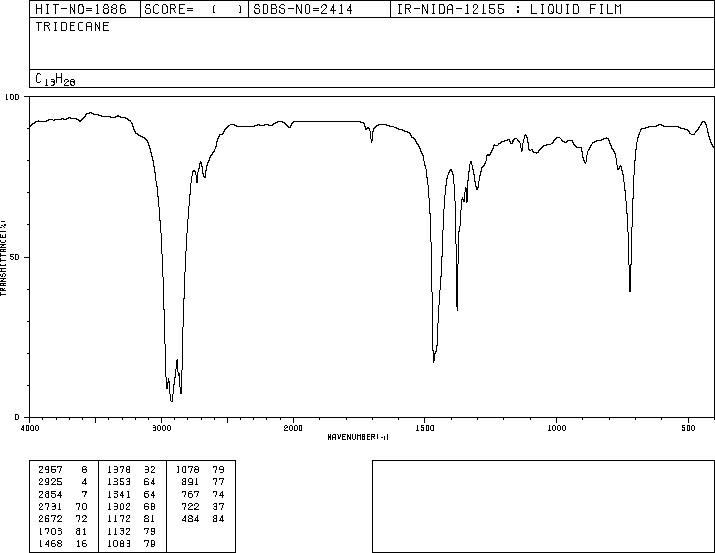 HIT-NO=1886 SCORE= ( ) SDBS-NO=2414 IR-NIDA-12155 : LIQUID FILM
TRIDECANE
C13H28
100
TRANSMITTANCE(%)
50
0
4000 3000 2000 1500 1000 500
WAVENUMBER(-1)
2957 6 1378 32 1078 79
2925 4 1353 64 891 77
2854 7 1341 64 767 74
2731 70 1302 68 722 37
2672 72 1172 81 484 84
1703 81 1132 79
1468 16 1083 79